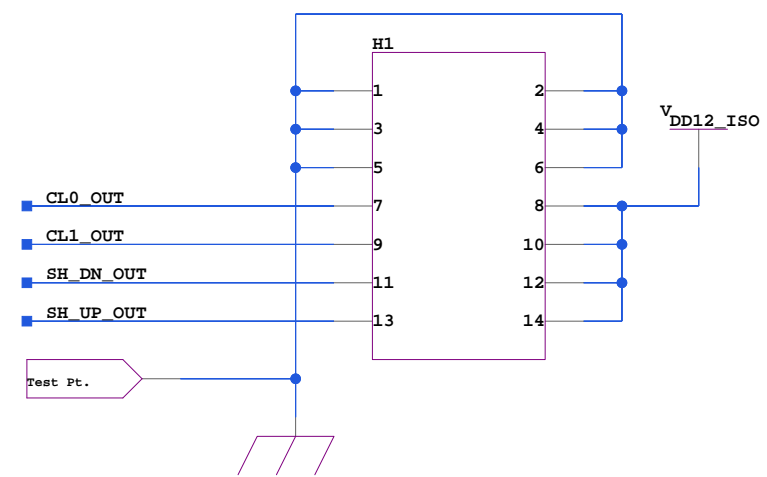 H1
1 2
V
DD12_ISO
3 4
5 6
CL0_OUT
7 8
CL1_OUT
9 10
SH_DN_OUT
11 12
SH_UP_OUT
13 14
Test Pt.